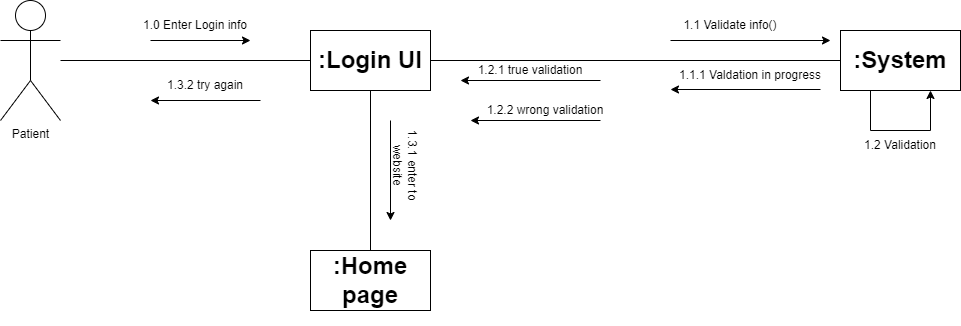 1.0 Enter Login info
1.1 Validate info()
:Login UI
:System
1.2.1 true validation
1.1.1 Valdation in progress
1.3.2 try again
1.2.2 wrong validation
Patient
1.3.1 enter to
website
1.2 Validation
:Home
page